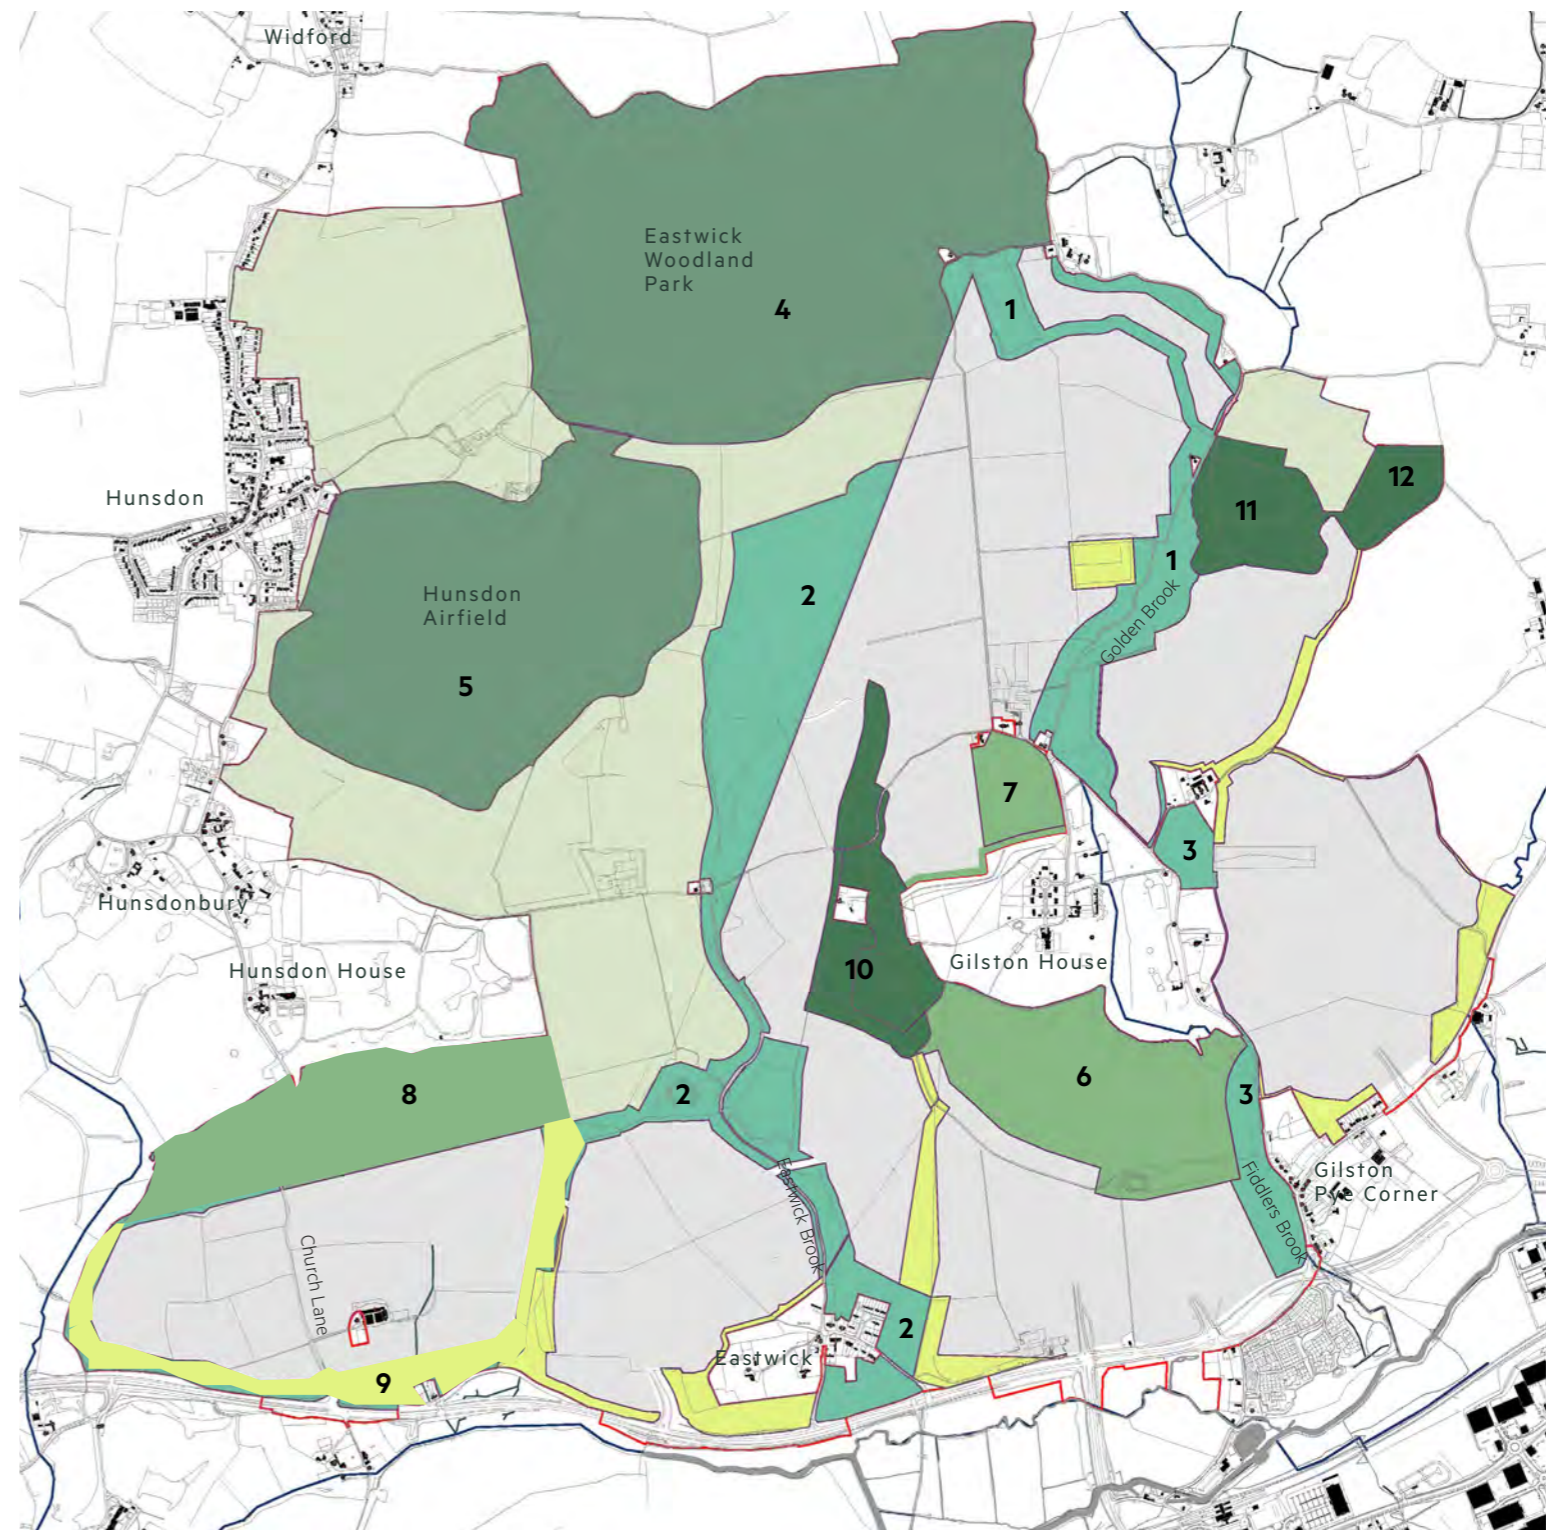 Widford
Eastwick
Woodland
Park
4
1
12
11
Hunsdon
1
Hunsdon
Airfield
2
Golden Brook
5
7
3
Hunsdonbury
10
Gilston House
Hunsdon House
6
8
2
3
Eastwick Brook
Gilston
Pye Corner
Fiddlers Brook
Church Lane
2
Eastwick
9